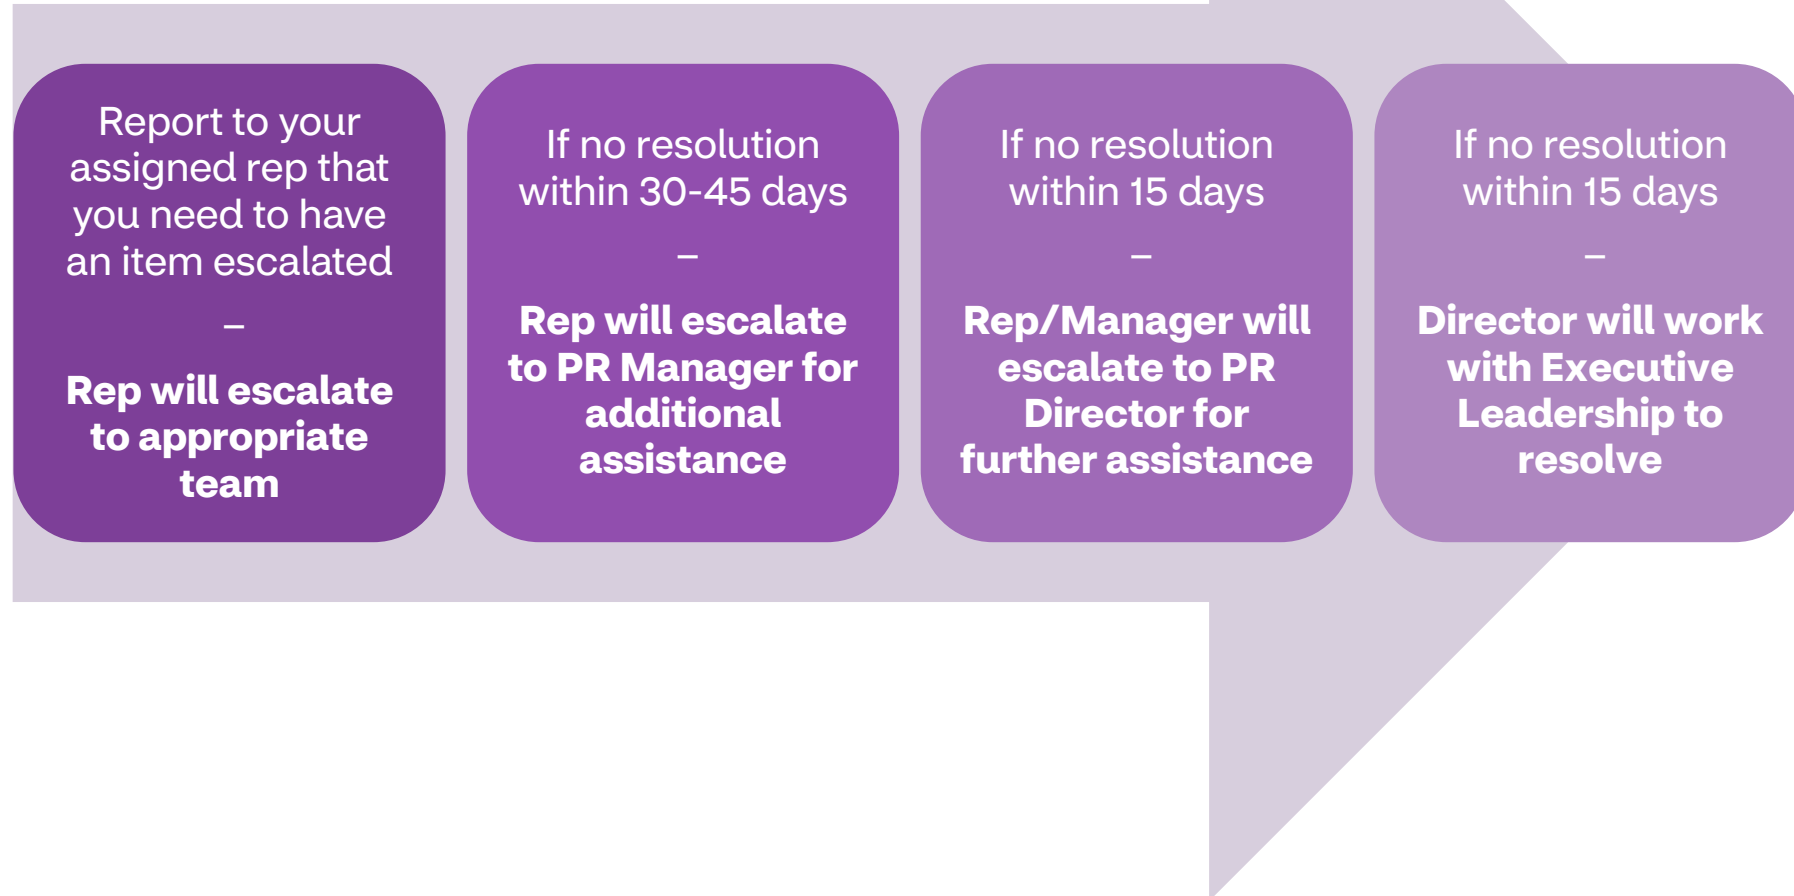 Report to your
assigned rep that
you need to have
an item escalated
–
Rep will escalate
to appropriate
team
If no resolution
within 30-45 days
–
Rep will escalate
to PR Manager for
additional
assistance
If no resolution
within 15 days
–
Rep/Manager will
escalate to PR
Director for
further assistance
If no resolution
within 15 days
–
Director will work
with Executive
Leadership to
resolve